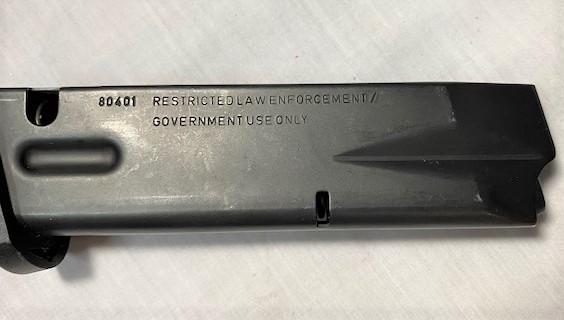 80401 RESTRICTED LAW ENFORCEMENT/
GOVERNMENT USE ONLY